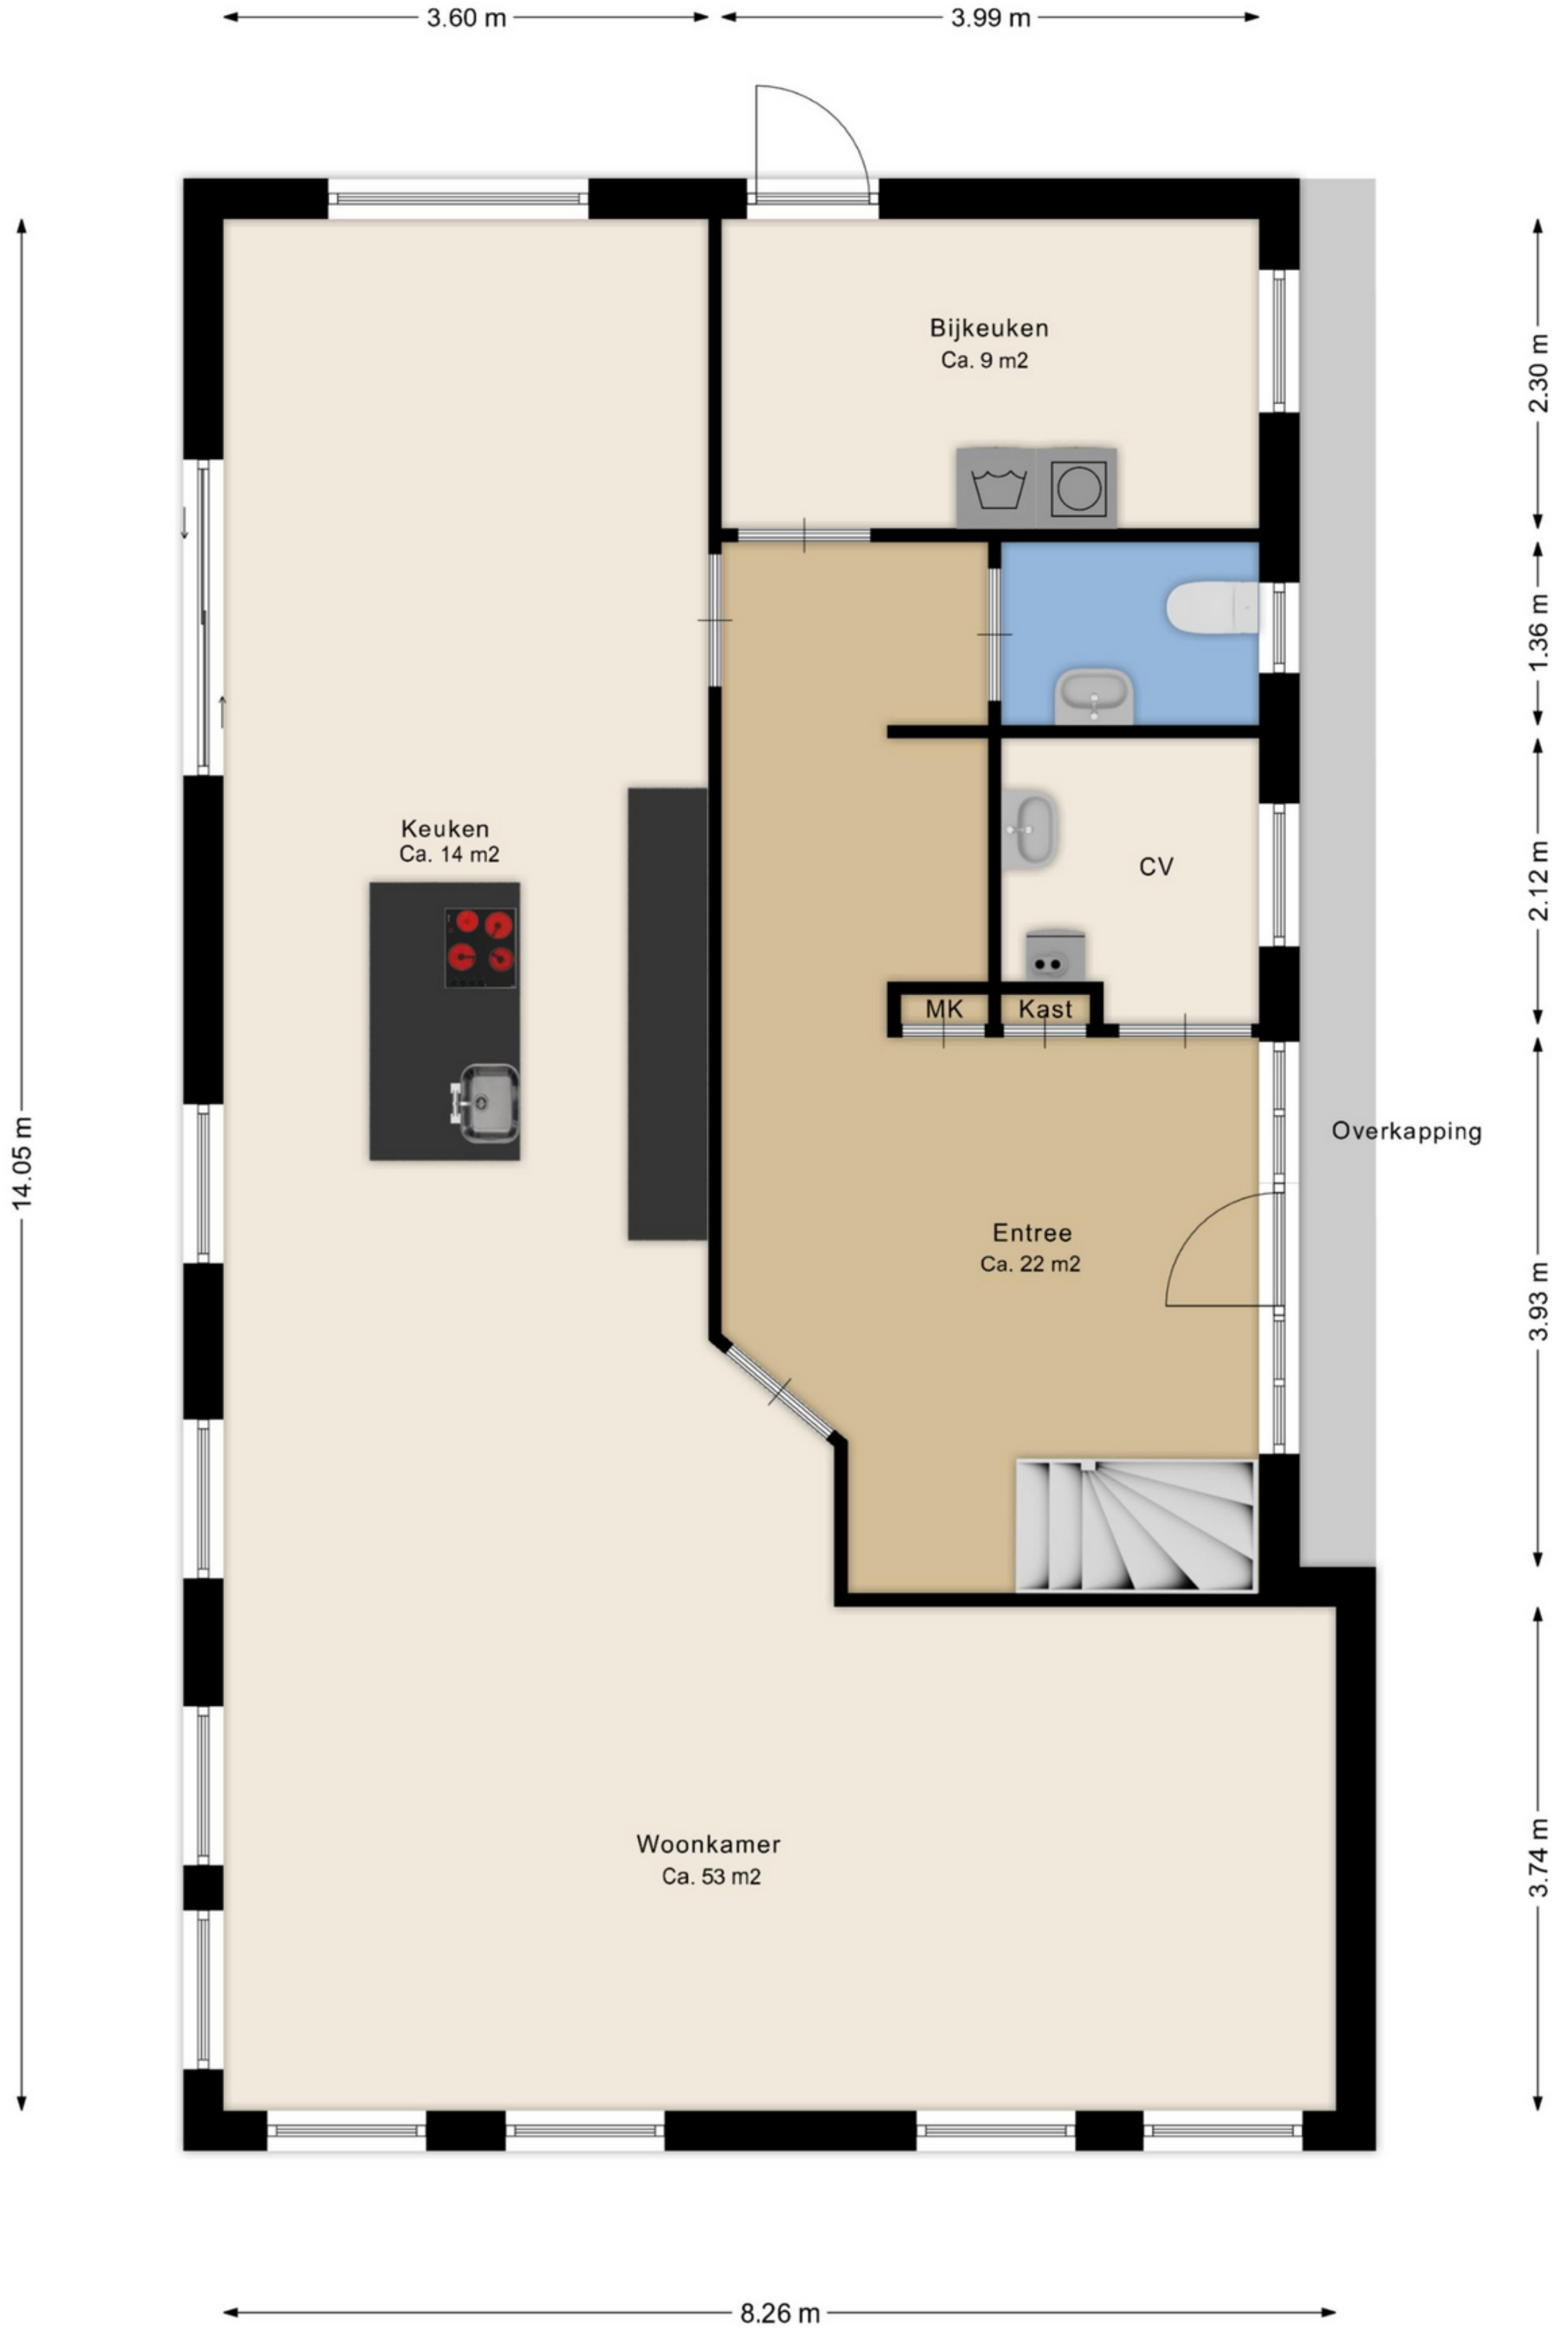 3.60 m
3.99 m
Bijkeuken
Ca. 9 m2
2.30 m
1.36 m
Keuken
Ca. 14 m2
CV
2.12 m
MK
Kast
Overkapping
14.05 m
Entree
Ca. 22 m2
3.93 m
Woonkamer
Ca. 53 m2
3.74 m
8.26 m